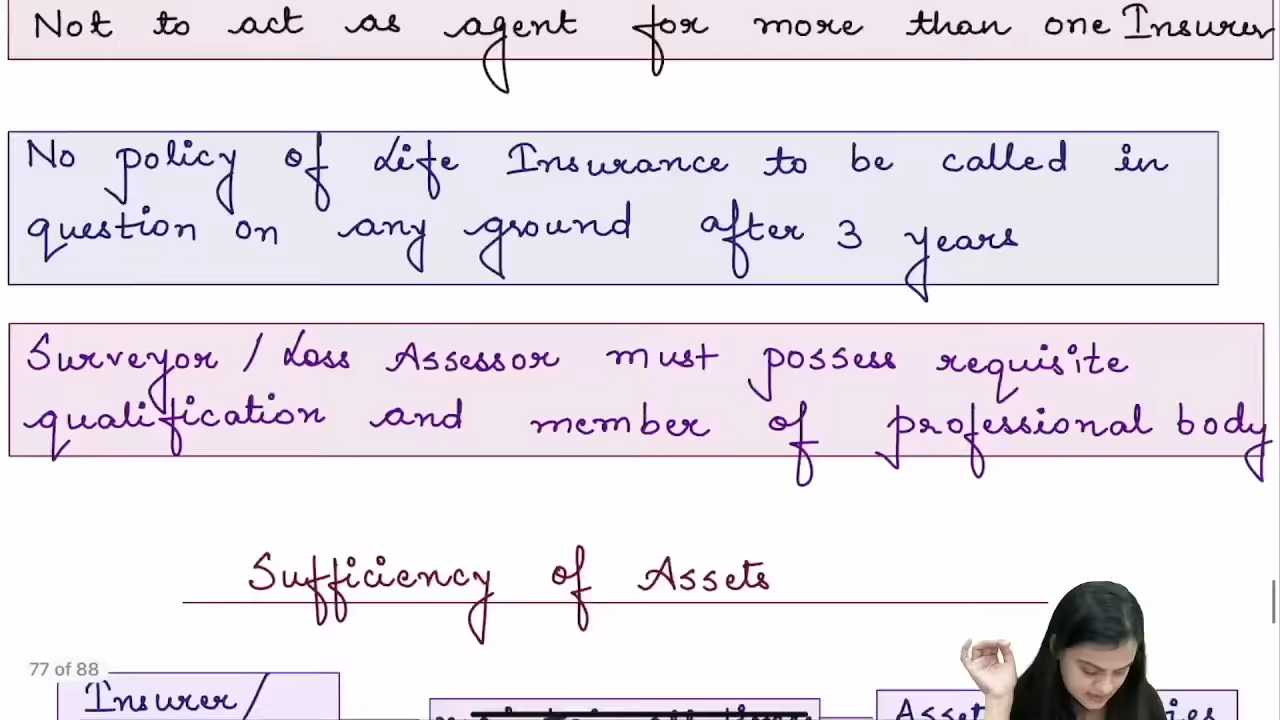 Not to act as agent for more than one Insurer
No policy of Life Insurance to be called in
question on any ground after 3 years
Surveyor / Loss Assessor must possess requisite
qualification and member of professional body
Sufficiency of Assets
77 of 88
Insurer/